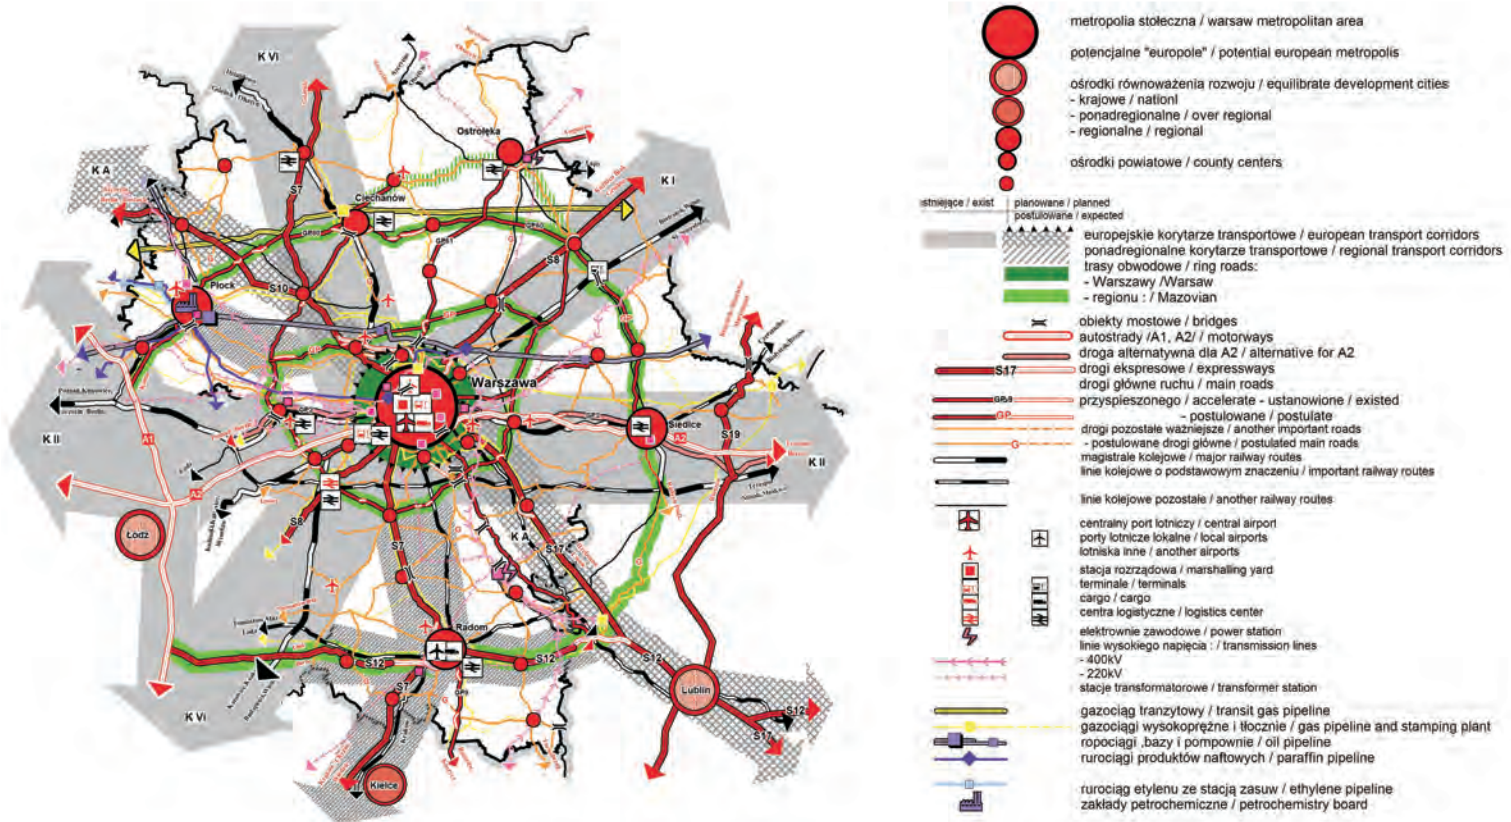 K VI
K A
K I
Ostrołęka
S7
Ciechanów
GP60
GP61
GP60
S8
Płock
S10
GP
GP
GP
Warszawa
K II
A1
Siedlce
A2
S19
K II
A2
Łódź
S8
S7
K A
S17
G
Radom
S12
S12
S12
S7
GP9
K VI
Lublin
S12
S17
Kielce
metropolia stołeczna / warsaw metropolitan area
potencjalne "europole" / potential european metropolis
ośrodki równoważenia rozwoju / equilibrate development cities
- krajowe / nationl
- ponadregionalne / over regional
- regionalne / regional
ośrodki powiatowe / county centers
istniejące / exist
planowane / planned
postulowane / expected
europejskie korytarze transportowe / european transport corridors
ponadregionalne korytarze transportowe / regional transport corridors
trasy obwodowe / ring roads:
- Warszawy /Warsaw
- regionu : / Mazovian
obiekty mostowe / bridges
autostrady /A1, A2/ / motorways
droga alternatywna dla A2 / alternative for A2
S17 drogi ekspresowe / expressways
drogi główne ruchu / main roads
GP/9 przyspieszonego / accelerate - ustanowione / existed
GP - postulowane / postulate
drogi pozostałe ważniejsze / another important roads
G - postulowane drogi główne / postulated main roads
magistrale kolejowe / major railway routes
linie kolejowe o podstawowym znaczeniu / important railway routes
linie kolejowe pozostałe / another railway routes
centralny port lotniczy / central airport
porty lotnicze lokalne / local airports
lotniska inne / another airports
stacja rozrządowa / marshalling yard
terminale / terminals
cargo / cargo
centra logistyczne / logistics center
elektrownie zawodowe / power station
linie wysokiego napięcia : / transmission lines
- 400kV
- 220kV
stacje transformatorowe / transformer station
gazociąg tranzytowy / transit gas pipeline
gazociągi wysokoprężne i tłocznie / gas pipeline and stamping plant
ropociągi ,bazy i pompownie / oil pipeline
rurociągi produktów naftowych / paraffin pipeline
rurociąg etylenu ze stacją zasuw / ethylene pipeline
zakłady petrochemiczne / petrochemistry board